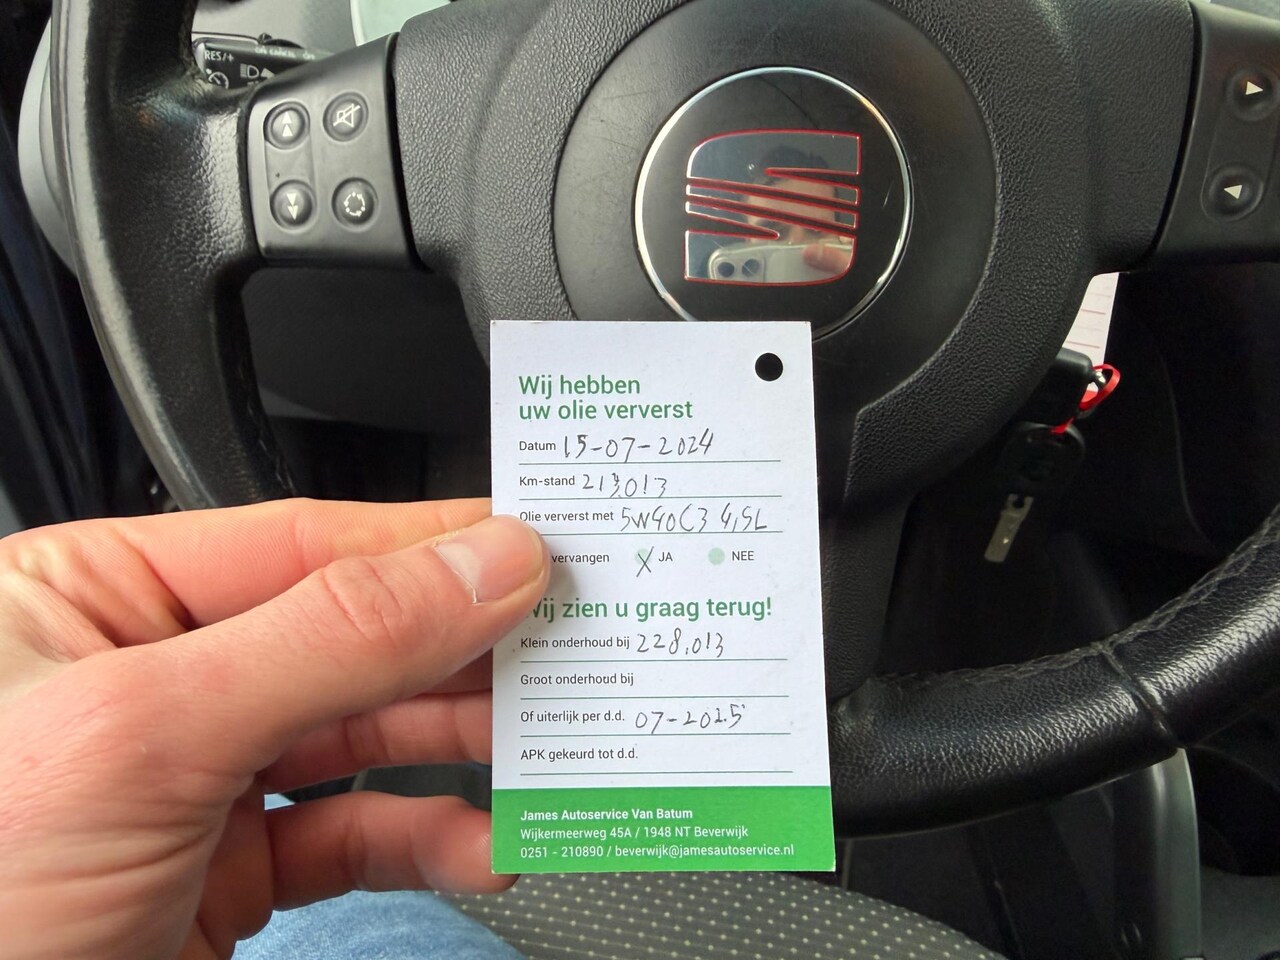 RES/+
Wij hebben
uw olie ververst
Datum 15-07-2024
Km-stand 213.013
Olie ververst met 5W40C3 4,5L
vervangen X JA NEE
Wij zien u graag terug!
Klein onderhoud bij 228.013
Groot onderhoud bij
Of uiterlijk per d.d. 07-2025
APK gekeurd tot d.d.
James Autoservice Van Batum
Wijkermeerweg 45A / 1948 NT Beverwijk
0251 - 210890 / beverwijk@jamesautoservice.nl